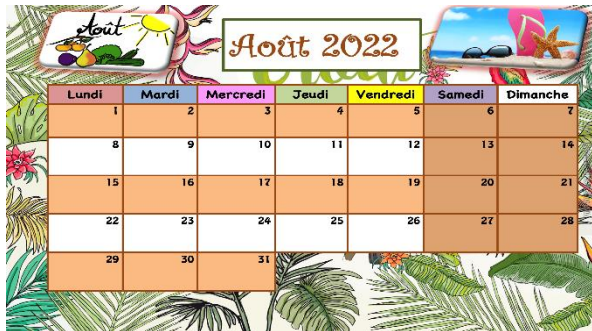 Août
Août 2022
Lundi Mardi Mercredi Jeudi Vendredi Samedi Dimanche
1 2 3 4 5 6 7
8 9 10 11 12 13 14
15 16 17 18 19 20 21
22 23 24 25 26 27 28
29 30 31